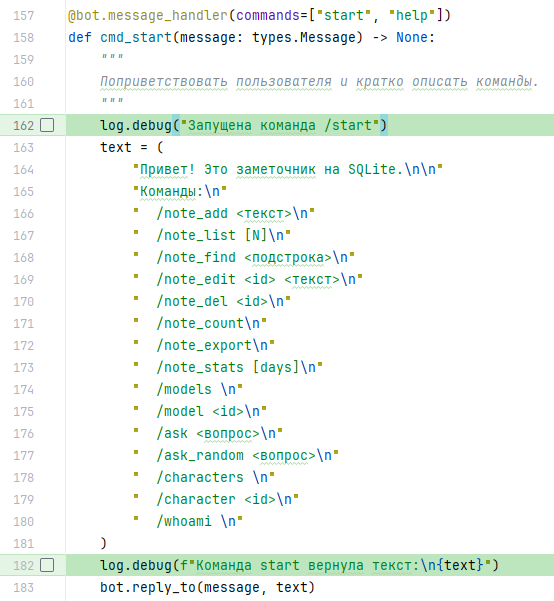 157 @bot.message_handler(commands=["start", "help"])
158 def cmd_start(message: types.Message) -> None:
159     """
160     Поприветствовать пользователя и кратко описать команды.
161     """
162     log.debug("Запущена команда /start")
163     text = (
164         "Привет! Это заметочник на SQLite.\n\n"
165         "Команды:\n"
166         "  /note_add <текст>\n"
167         "  /note_list [N]\n"
168         "  /note_find <подстрока>\n"
169         "  /note_edit <id> <текст>\n"
170         "  /note_del <id>\n"
171         "  /note_count\n"
172         "  /note_export\n"
173         "  /note_stats [days]\n"
174         "  /models \n"
175         "  /model <id>\n"
176         "  /ask <вопрос>\n"
177         "  /ask_random <вопрос>\n"
178         "  /characters \n"
179         "  /character <id>\n"
180         "  /whoami \n"
181     )
182     log.debug(f"Команда start вернула текст:\n{text}")
183     bot.reply_to(message, text)